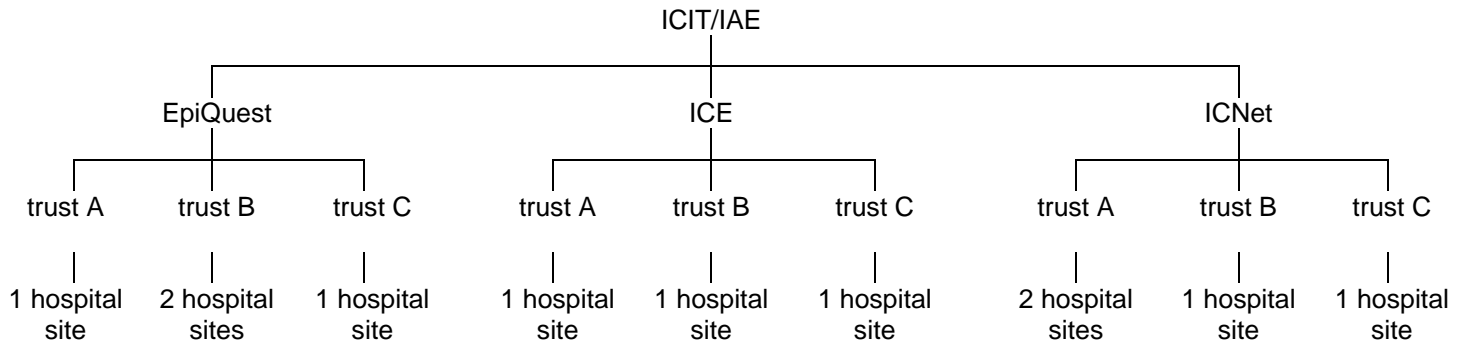 ICIT/IAE
EpiQuest ICE ICNet
trust A trust B trust C trust A trust B trust C trust A trust B trust C
1 hospital 2 hospital 1 hospital 1 hospital 1 hospital 1 hospital 2 hospital 1 hospital 1 hospital
site sites site site site site sites site site